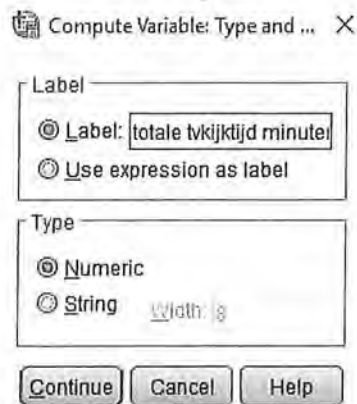 Compute Variable: Type and ...
Label
Label: totale tvkijktijd minuten
Use expression as label
Type
Numeric
String Width: 8
Continue Cancel Help